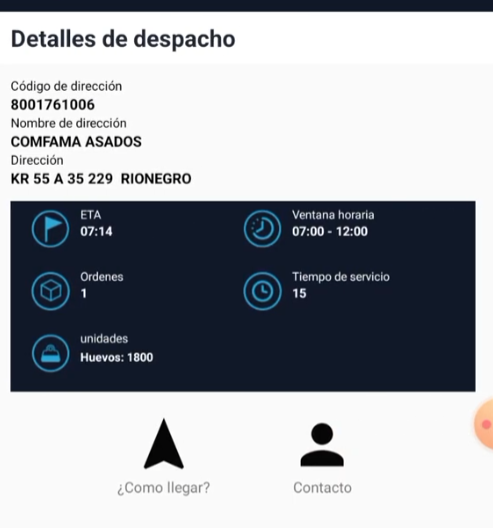 Detalles de despacho
Código de dirección
8001761006
Nombre de dirección
COMFAMA ASADOS
Dirección
KR 55 A 35 229 RIONEGRO
ETA
07:14
Ventana horaria
07:00 - 12:00
Ordenes
1
Tiempo de servicio
15
unidades
Huevos: 1800
¿Como llegar?
Contacto